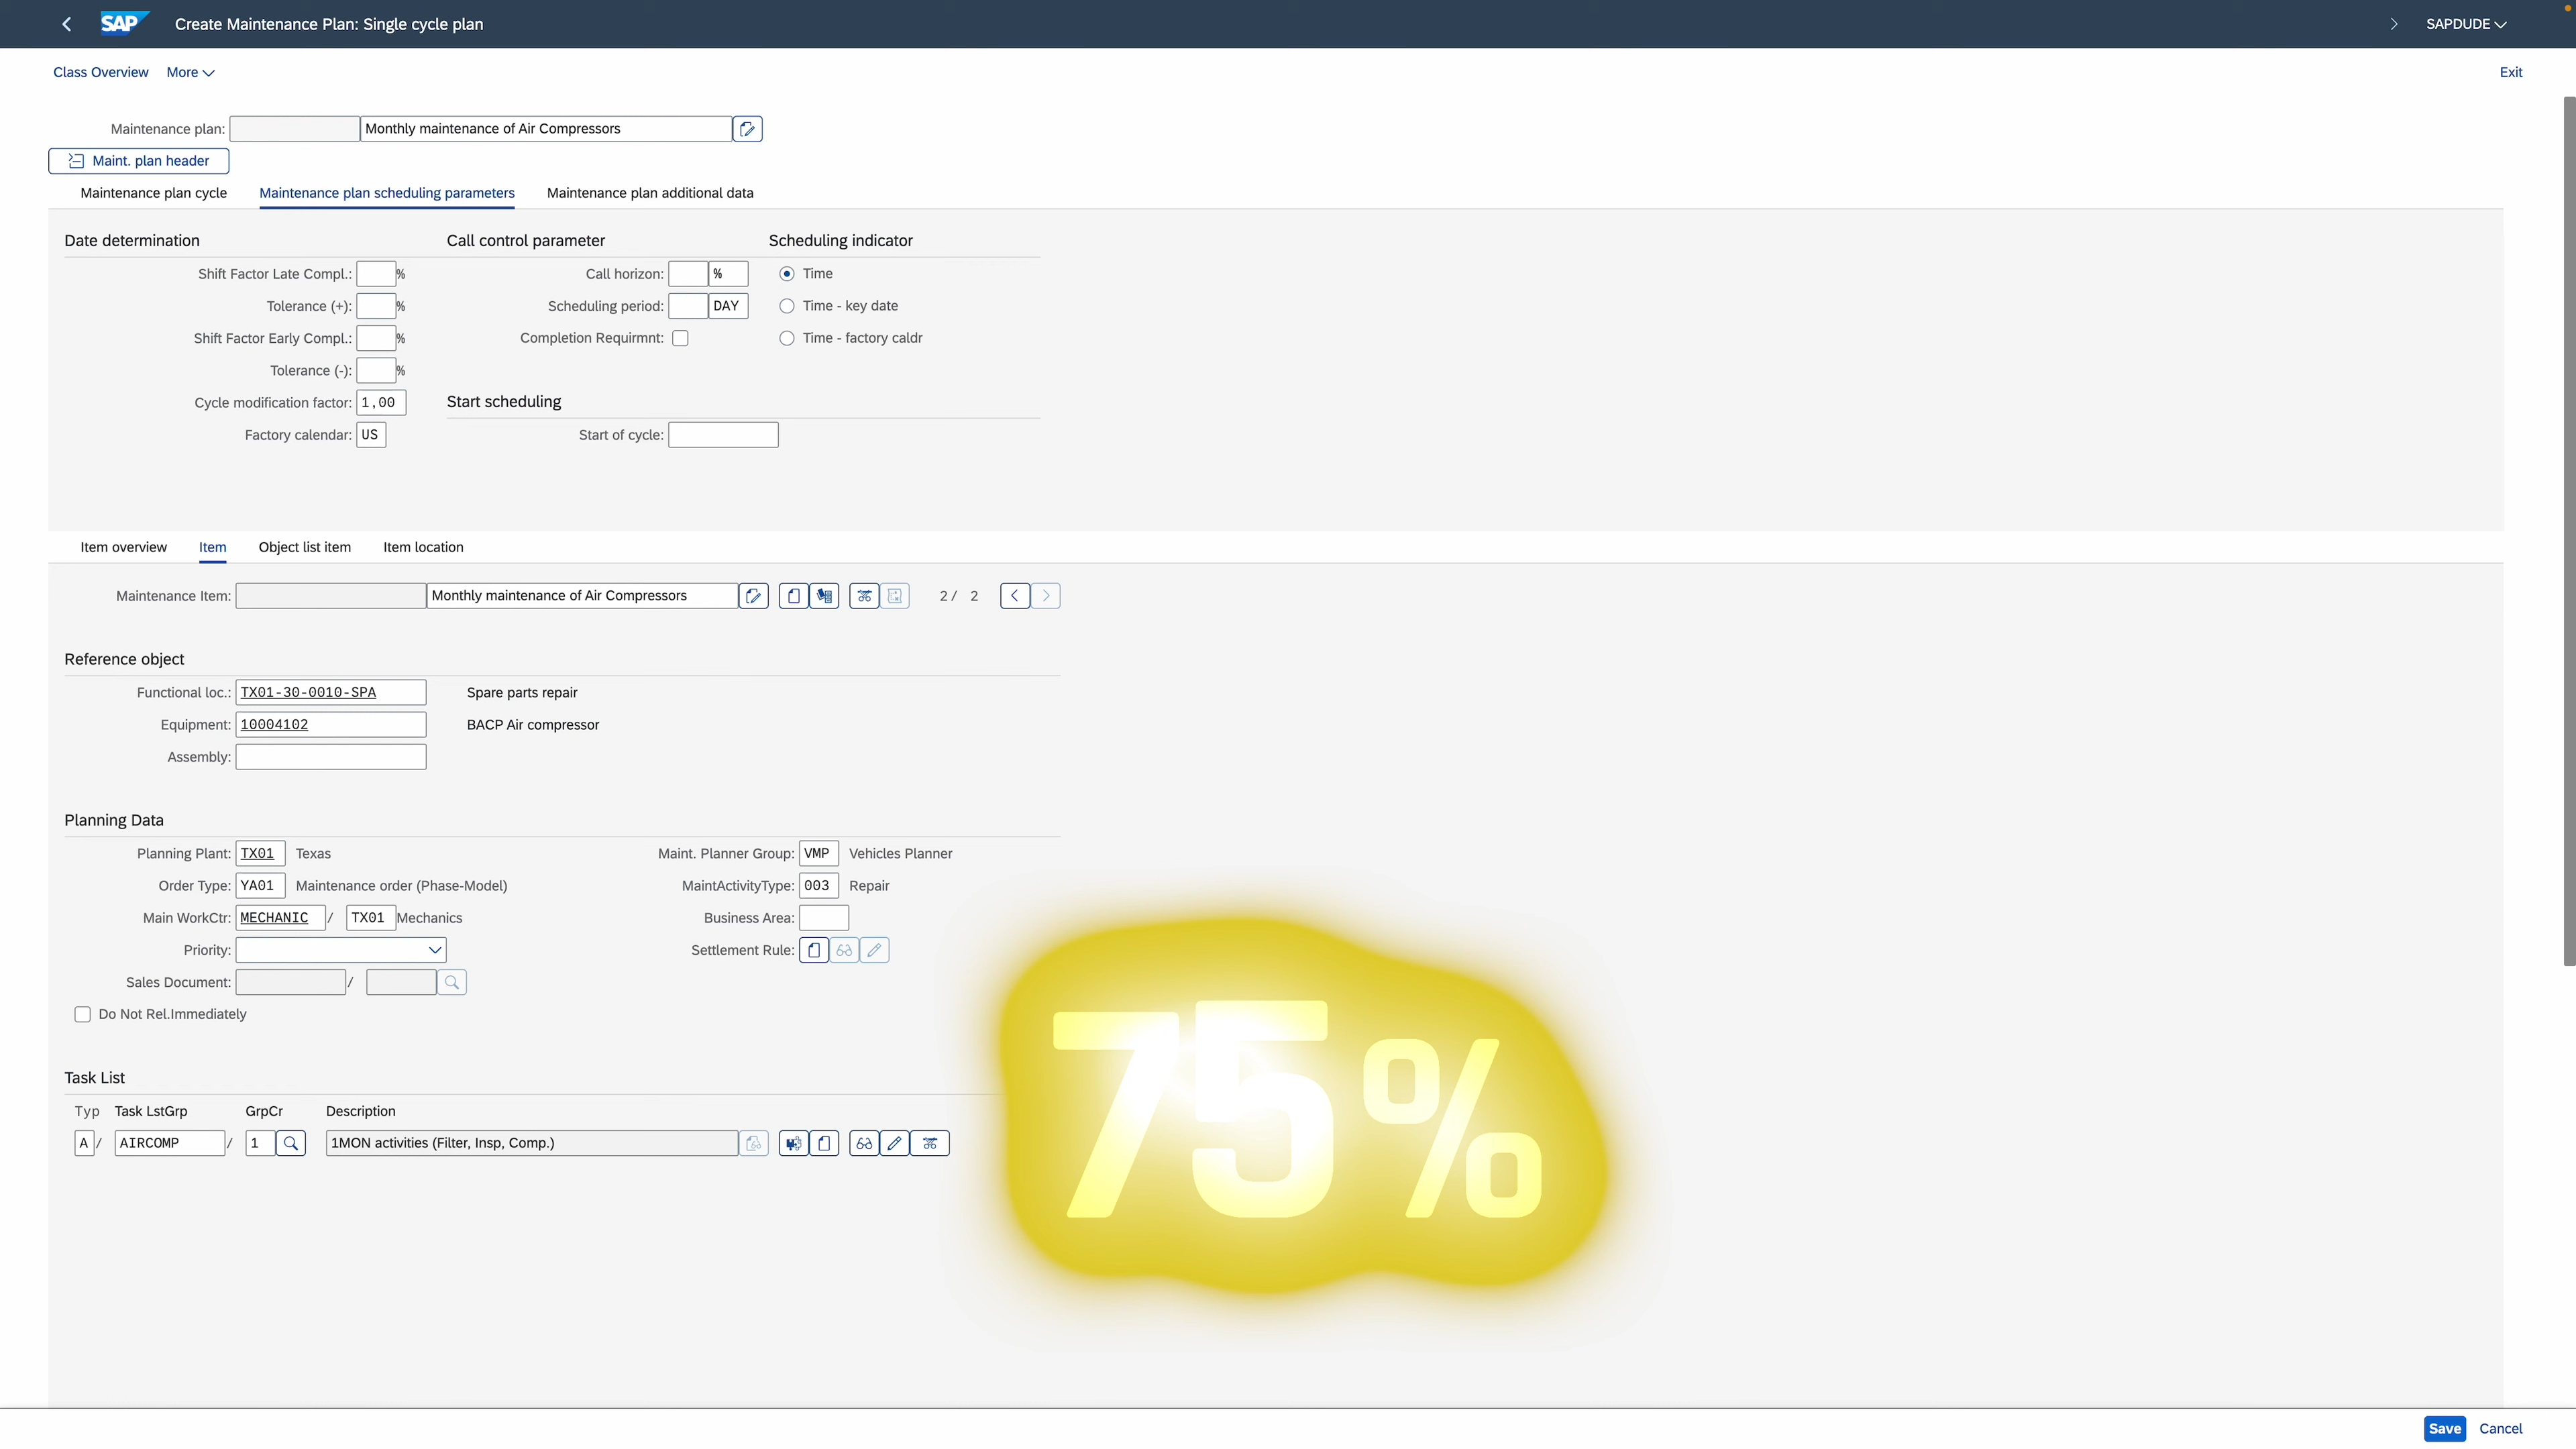 SAP Create Maintenance Plan: Single cycle plan SAPDUDE
Class Overview More Exit
Maintenance plan: Monthly maintenance of Air Compressors
Maint. plan header
Maintenance plan cycle Maintenance plan scheduling parameters Maintenance plan additional data
Date determination Call control parameter Scheduling indicator
Shift Factor Late Compl.: % Call horizon: % Time
Tolerance (+): % Scheduling period: DAY Time - key date
Shift Factor Early Compl.: % Completion Requirmnt: Time - factory caldr
Tolerance (-): %
Cycle modification factor: 1,00 Start scheduling
Factory calendar: US Start of cycle:
Item overview Item Object list item Item location
Maintenance Item: Monthly maintenance of Air Compressors 2 / 2
Reference object
Functional loc.: TX01-30-0010-SPA Spare parts repair
Equipment: 10004102 BACP Air compressor
Assembly:
Planning Data
Planning Plant: TX01 Texas Maint. Planner Group: VMP Vehicles Planner
Order Type: YA01 Maintenance order (Phase-Model) MaintActivityType: 003 Repair
Main WorkCtr: MECHANIC / TX01 Mechanics Business Area:
Priority: Settlement Rule:
Sales Document: /
Do Not Rel.Immediately
75%
Task List
Typ Task LstGrp GrpCr Description
A / AIRCOMP / 1 1MON activities (Filter, Insp, Comp.)
Save Cancel